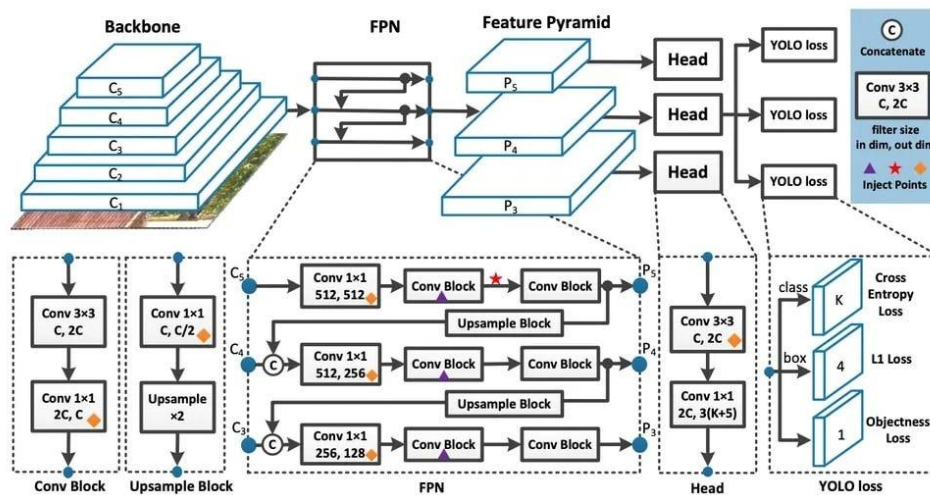 Backbone
FPN
Feature Pyramid
C5
C4
C3
C2
C1
P5
P4
P3
Head
Head
Head
YOLO loss
YOLO loss
YOLO loss
C
Concatenate
Conv 3×3
C, 2C
filter size
in dim, out dim
Inject Points
Conv 3×3
C, 2C
Conv 1×1
2C, C
Conv Block
Conv 1×1
C, C/2
Upsample
×2
Upsample Block
C5
Conv 1×1
512, 512
Conv Block
Conv Block
P5
Upsample Block
C4
C
Conv 1×1
512, 256
Conv Block
Conv Block
P4
Upsample Block
C3
C
Conv 1×1
256, 128
Conv Block
Conv Block
P3
FPN
Conv 3×3
C, 2C
Conv 1×1
2C, 3(K+5)
Head
class
K
Cross
Entropy
Loss
box
4
L1 Loss
1
Objectness
Loss
YOLO loss